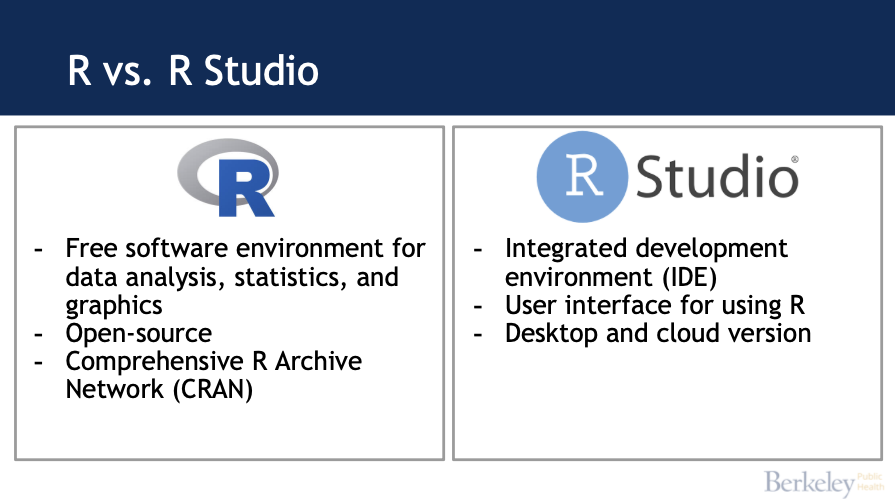 R vs. R Studio
R
- Free software environment for
data analysis, statistics, and
graphics
- Open-source
- Comprehensive R Archive
Network (CRAN)
R Studio®
- Integrated development
environment (IDE)
- User interface for using R
- Desktop and cloud version
Berkeley Public
Health